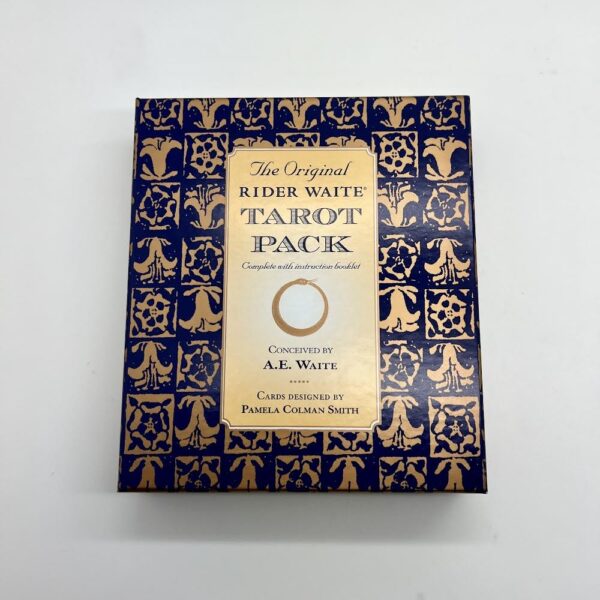 The Original
RIDER WAITE®
TAROT
PACK
Complete with instruction booklet
CONCEIVED BY
A.E. WAITE
CARDS DESIGNED BY
PAMELA COLMAN SMITH